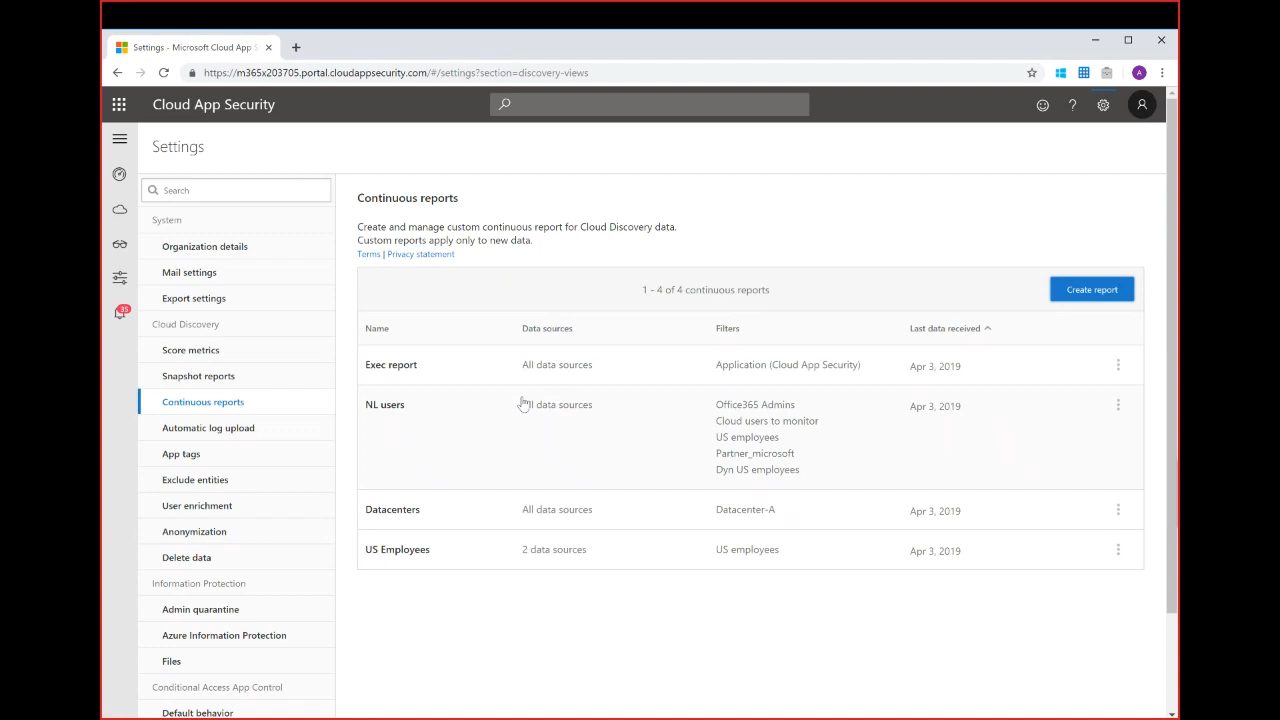 Settings - Microsoft Cloud App S
https://m365x203705.portal.cloudappsecurity.com/#/settings?section=discovery-views
A
Cloud App Security
Settings
Search
System
Organization details
Mail settings
Export settings
Cloud Discovery
Score metrics
Snapshot reports
Continuous reports
Automatic log upload
App tags
Exclude entities
User enrichment
Anonymization
Delete data
Information Protection
Admin quarantine
Azure Information Protection
Files
Conditional Access App Control
Default behavior
35
Continuous reports
Create and manage custom continuous report for Cloud Discovery data.
Custom reports apply only to new data.
Terms | Privacy statement
1 - 4 of 4 continuous reports
Create report
Name Data sources Filters Last data received
Exec report All data sources Application (Cloud App Security) Apr 3, 2019
NL users All data sources Office365 Admins Apr 3, 2019
Cloud users to monitor
US employees
Partner_microsoft
Dyn US employees
Datacenters All data sources Datacenter-A Apr 3, 2019
US Employees 2 data sources US employees Apr 3, 2019